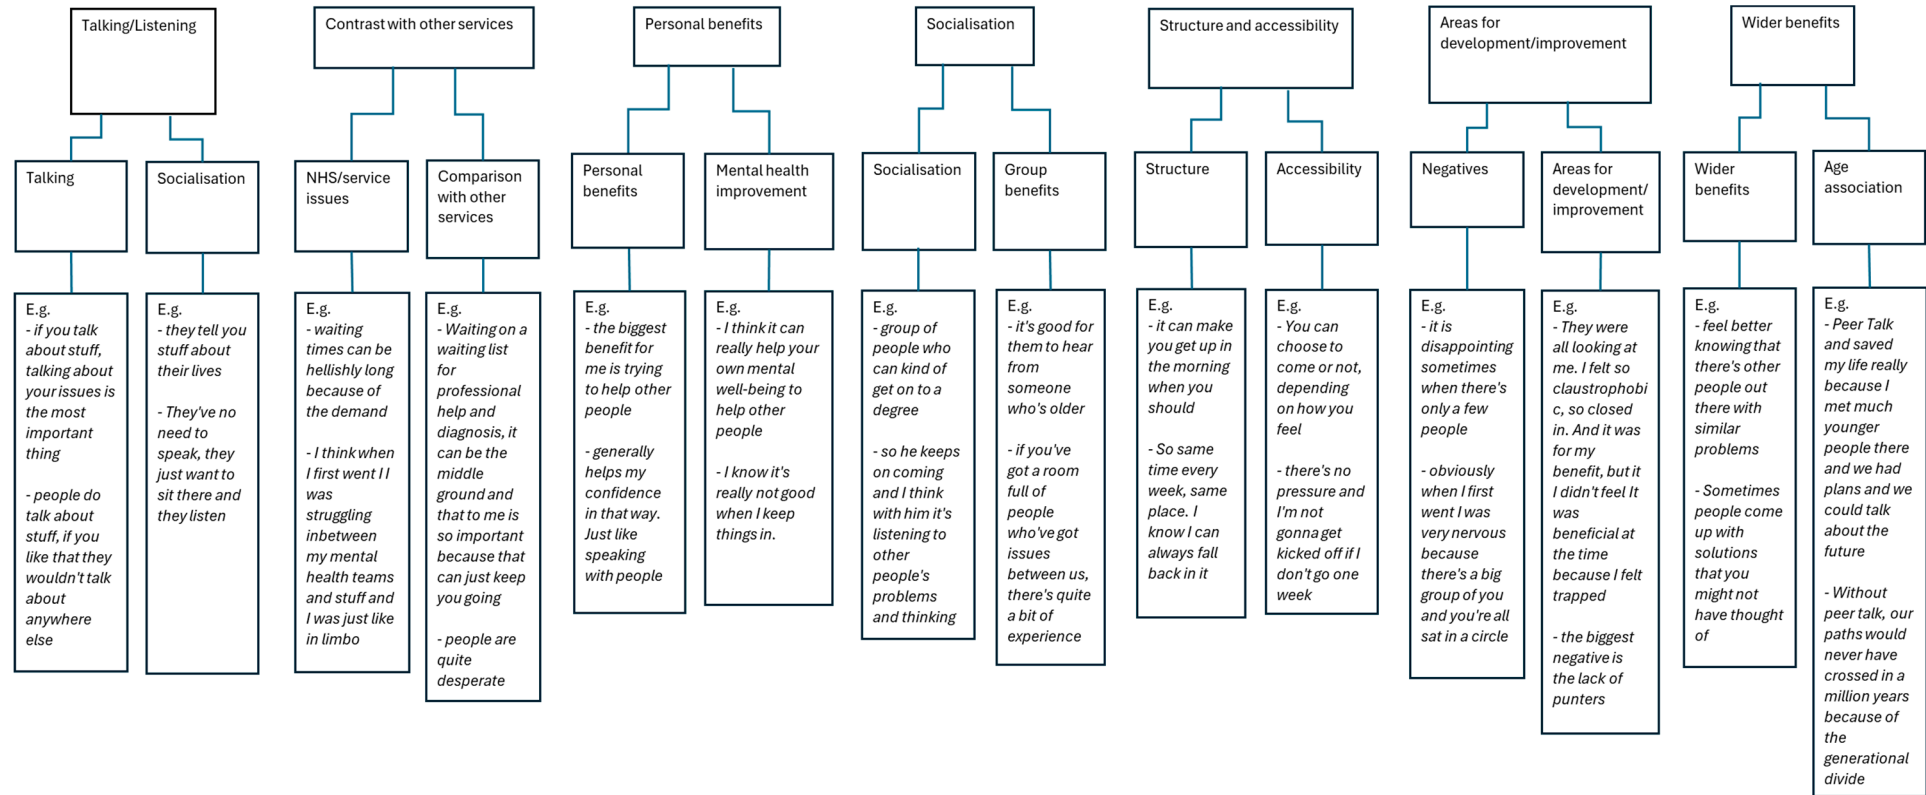 Talking/Listening
Contrast with other services
Personal benefits
Socialisation
Structure and accessibility
Areas for
development/improvement
Wider benefits
Talking
Socialisation
NHS/service
issues
Comparison
with other
services
Personal
benefits
Mental health
improvement
Socialisation
Group
benefits
Structure
Accessibility
Negatives
Areas for
development/
improvement
Wider
benefits
Age
association
E.g.
- if you talk
about stuff,
talking about
your issues is
the most
important
thing
- people do
talk about
stuff, if you
like that they
wouldn't talk
about
anywhere
else
E.g.
- they tell you
stuff about
their lives
- They've no
need to
speak, they
just want to
sit there and
they listen
E.g.
- waiting
times can be
hellishly long
because of
the demand
- I think when
I first went I I
was
struggling
inbetween
my mental
health teams
and stuff and
I was just like
in limbo
E.g.
- Waiting on a
waiting list
for
professional
help and
diagnosis, it
can be the
middle
ground and
that to me is
so important
because that
can just keep
you going
- people are
quite
desperate
E.g.
- the biggest
benefit for
me is trying
to help other
people
- generally
helps my
confidence
in that way.
Just like
speaking
with people
E.g.
- I think it can
really help your
own mental
well-being to
help other
people
- I know it's
really not good
when I keep
things in.
E.g.
- group of
people who
can kind of
get on to a
degree
- so he keeps
on coming
and I think
with him it's
listening to
other
people's
problems
and thinking
E.g.
- it's good for
them to hear
from
someone
who's older
- if you've
got a room
full of
people
who've got
issues
between us,
there's quite
a bit of
experience
E.g.
- it can make
you get up in
the morning
when you
should
- So same
time every
week, same
place. I
know I can
always fall
back in it
E.g.
- You can
choose to
come or not,
depending
on how you
feel
- there's no
pressure and
I'm not
gonna get
kicked off if I
don't go one
week
E.g.
- it is
disappointing
sometimes
when there's
only a few
people
- obviously
when I first
went I was
very nervous
because
there's a big
group of you
and you're all
sat in a circle
E.g.
- They were
all looking at
me. I felt so
claustrophobi
c, so closed
in. And it was
for my
benefit, but it
I didn't feel It
was
beneficial at
the time
because I felt
trapped
- the biggest
negative is
the lack of
punters
E.g.
- feel better
knowing that
there's other
people out
there with
similar
problems
- Sometimes
people come
up with
solutions
that you
might not
have thought
of
E.g.
- Peer Talk
and saved
my life really
because I
met much
younger
people there
and we had
plans and we
could talk
about the
future
- Without
peer talk, our
paths would
never have
crossed in a
million years
because of
the
generational
divide